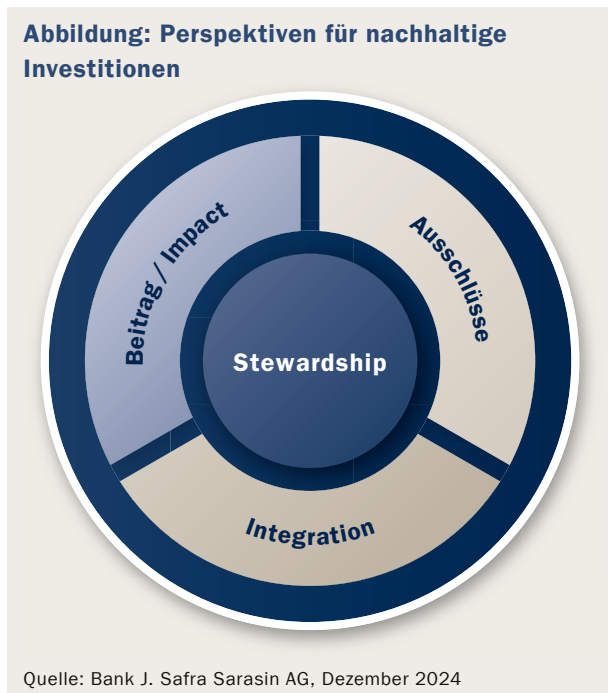 Abbildung: Perspektiven für nachhaltige
Investitionen
Beitrag / Impact
Ausschlüsse
Stewardship
Integration
Quelle: Bank J. Safra Sarasin AG, Dezember 2024